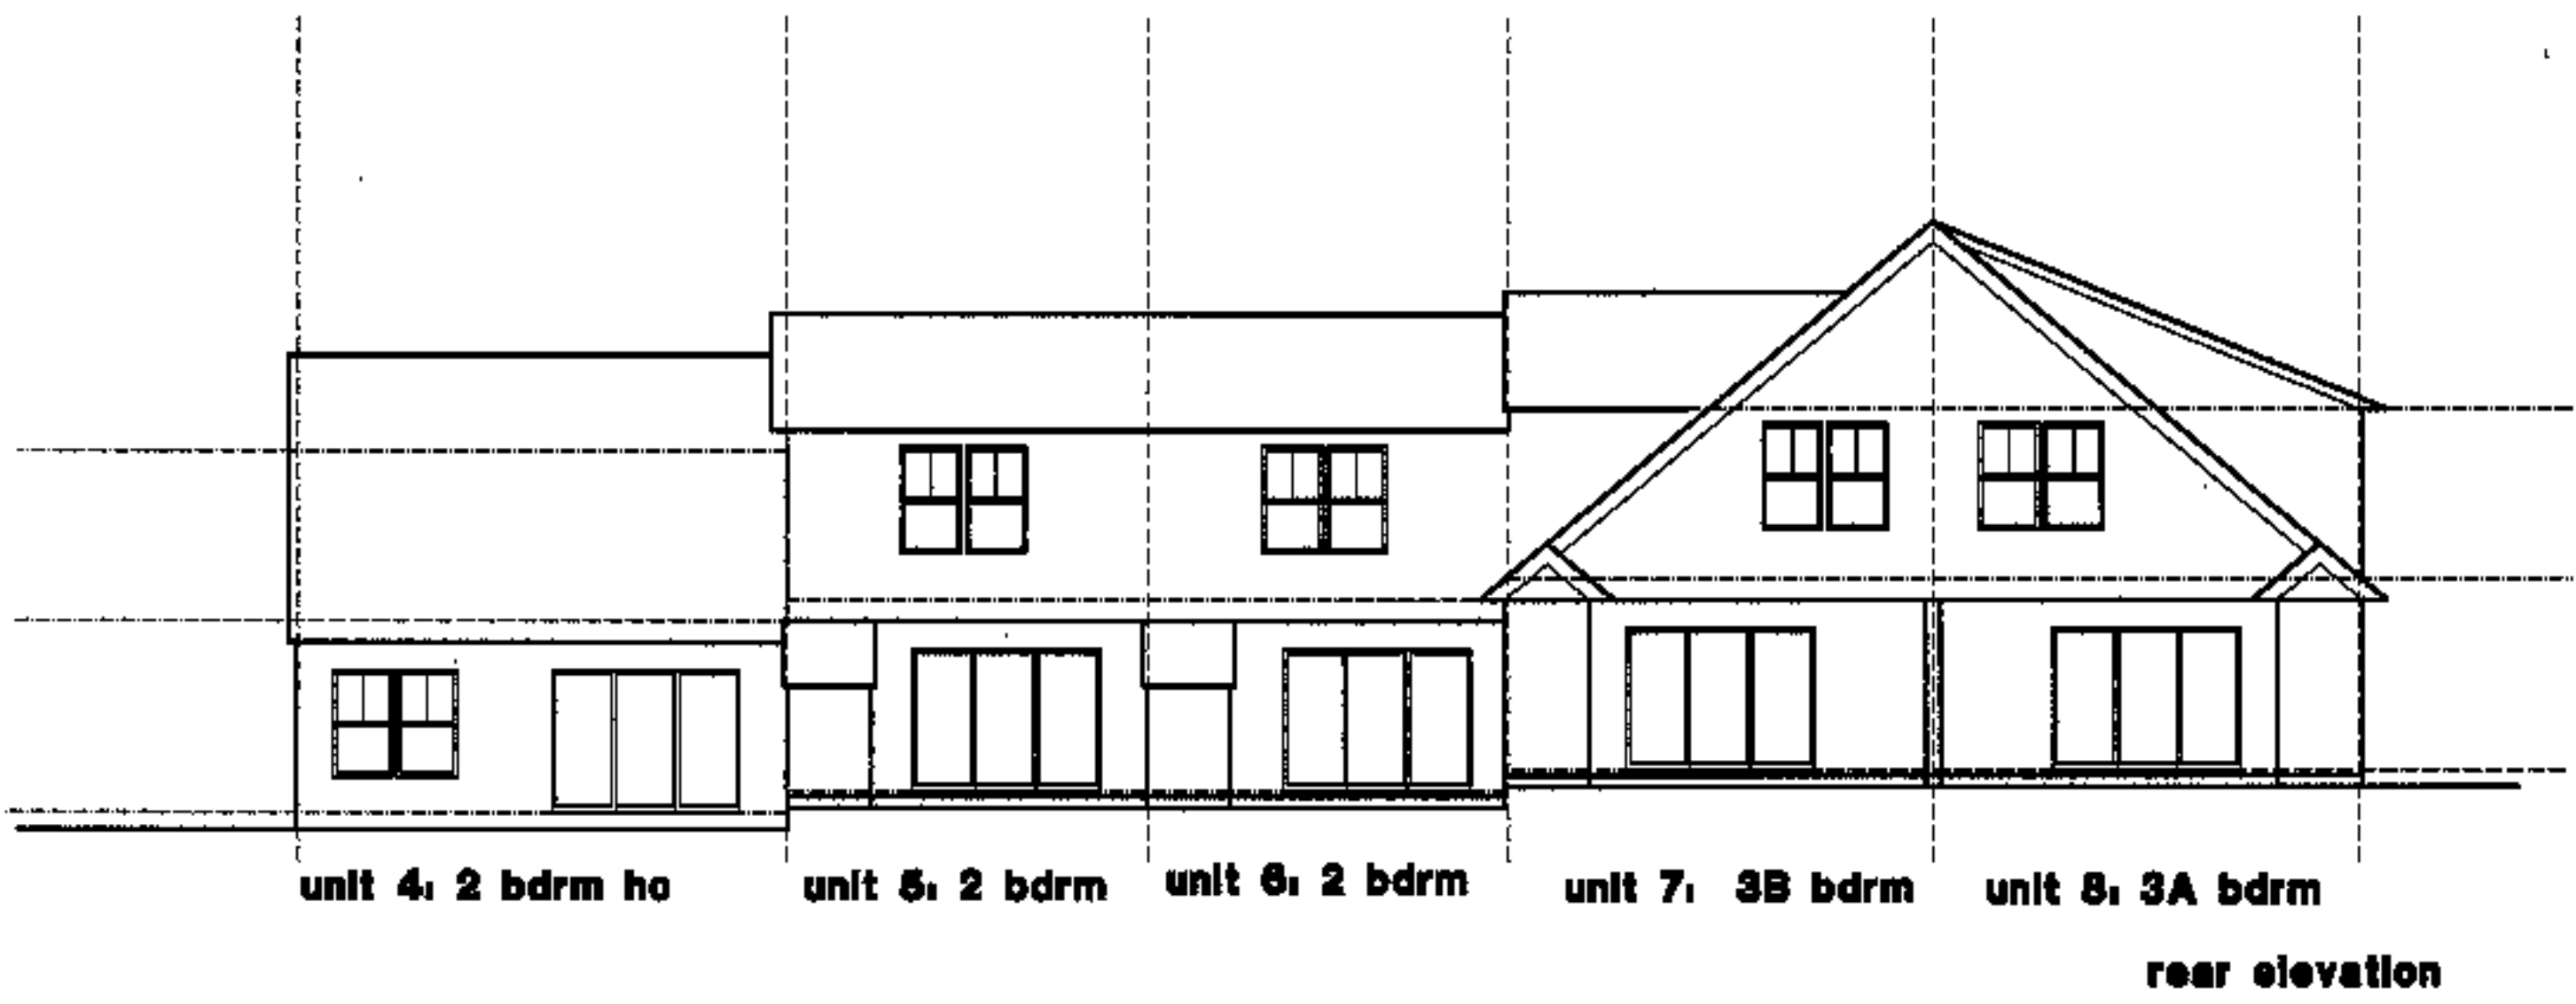 unit 4: 2 bdrm hc
unit 5: 2 bdrm
unit 6: 2 bdrm
unit 7: 3B bdrm
unit 8: 3A bdrm
rear elevation